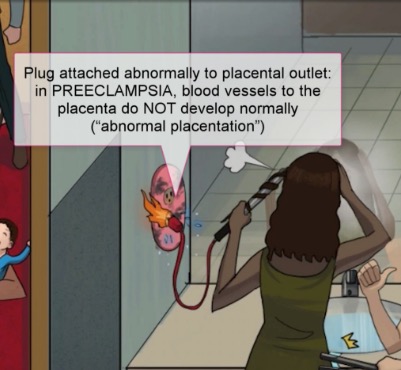 Plug attached abnormally to placental outlet:
in PREECLAMPSIA, blood vessels to the
placenta do NOT develop normally
(“abnormal placentation”)